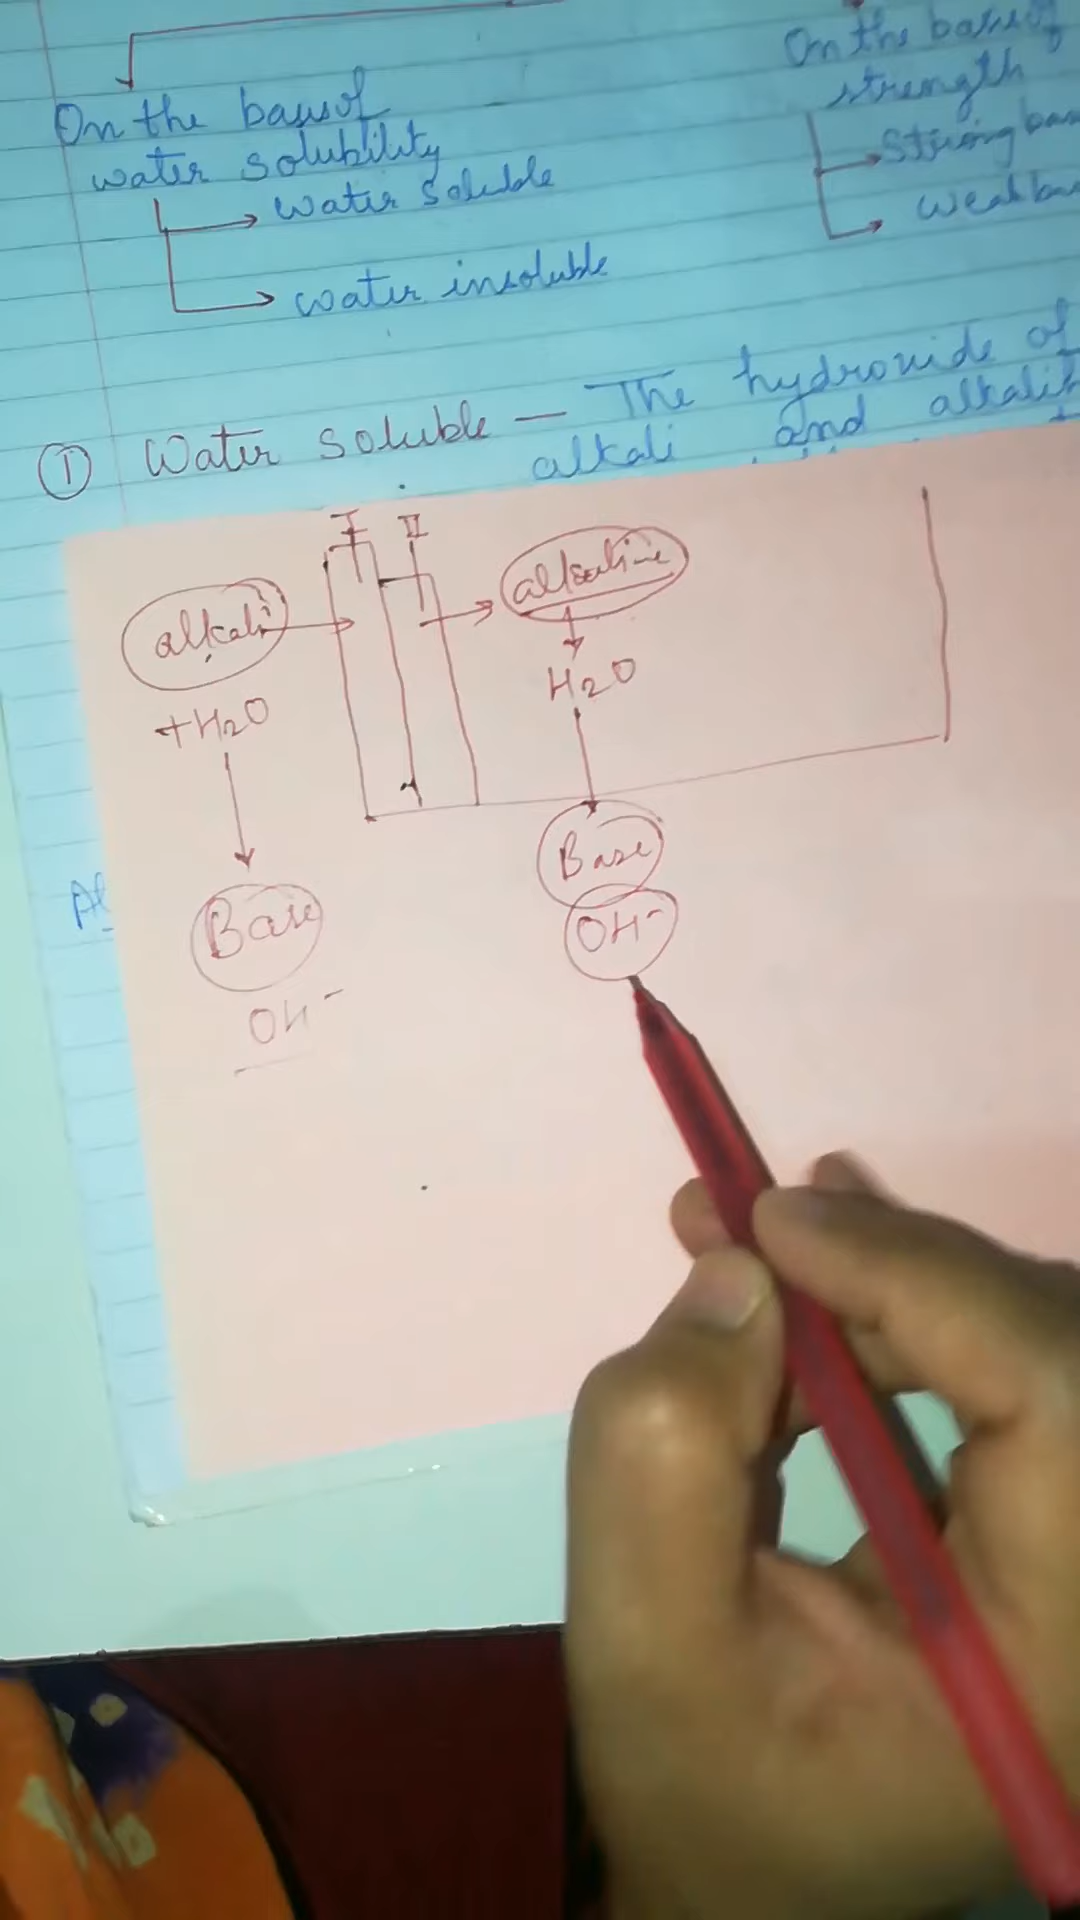 On the basis of
water solubility
water soluble
water insoluble
On the basis of
strength
Strong bas
weak bas
① Water soluble — The hydroxide of
alkali and alkali
I II
alkali
+H2O
Base
OH⁻
alkaline
H2O
Base
OH⁻